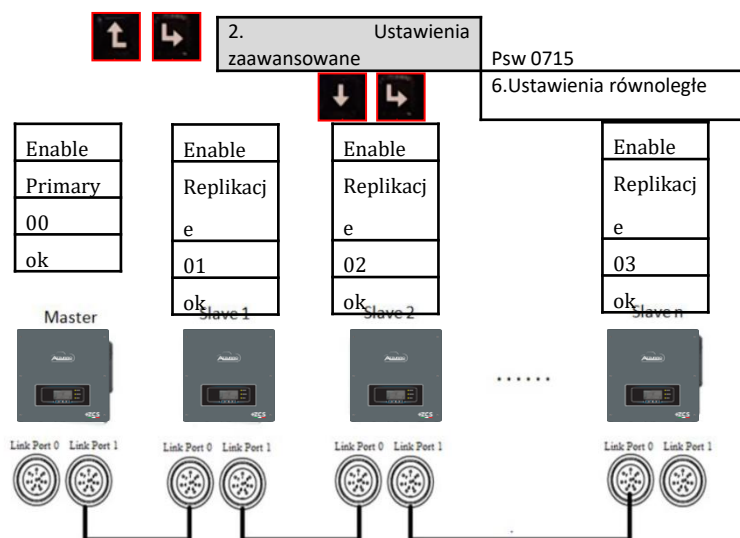 2. Ustawienia
zaawansowane
Psw 0715
6.Ustawienia równoległe
Enable
Primary
00
ok
Enable
Replikacj
e
01
ok
Enable
Replikacj
e
02
ok
Enable
Replikacj
e
03
ok
Master
Slave 1
Slave 2
Slave n
......
Link Port 0 Link Port 1
Link Port 0 Link Port 1
Link Port 0 Link Port 1
Link Port 0 Link Port 1